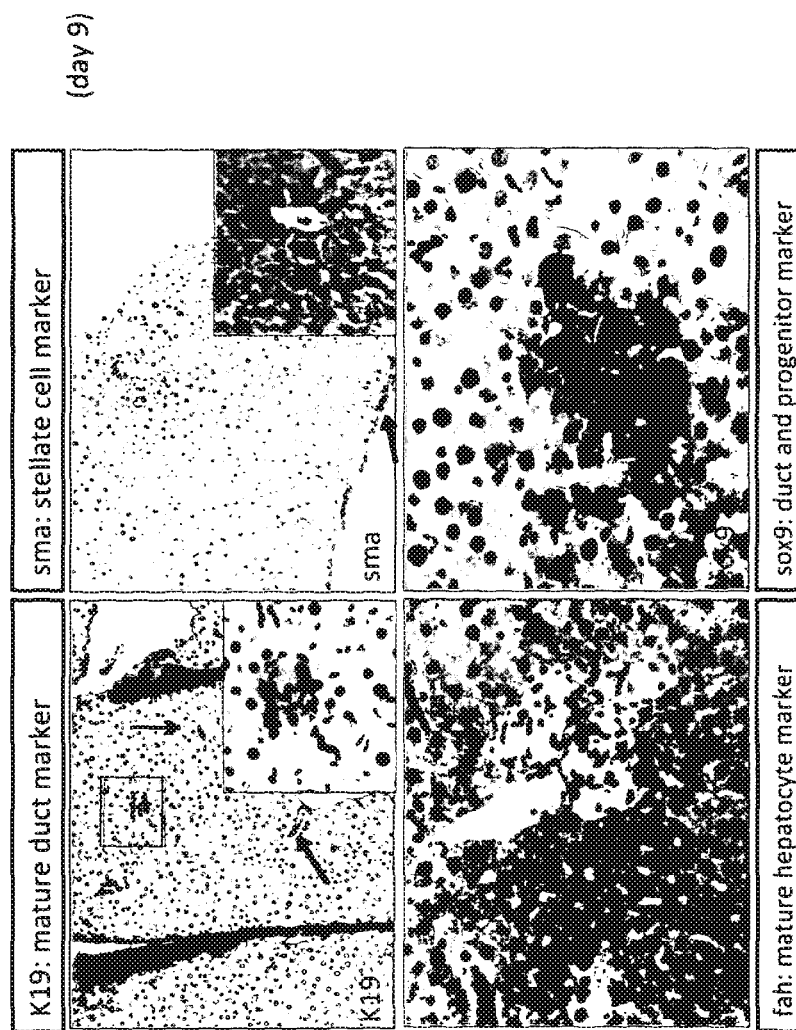 (day 9)
K19: mature duct marker
sma: stellate cell marker
K19
sma
fah: mature hepatocyte marker
sox9: duct and progenitor marker